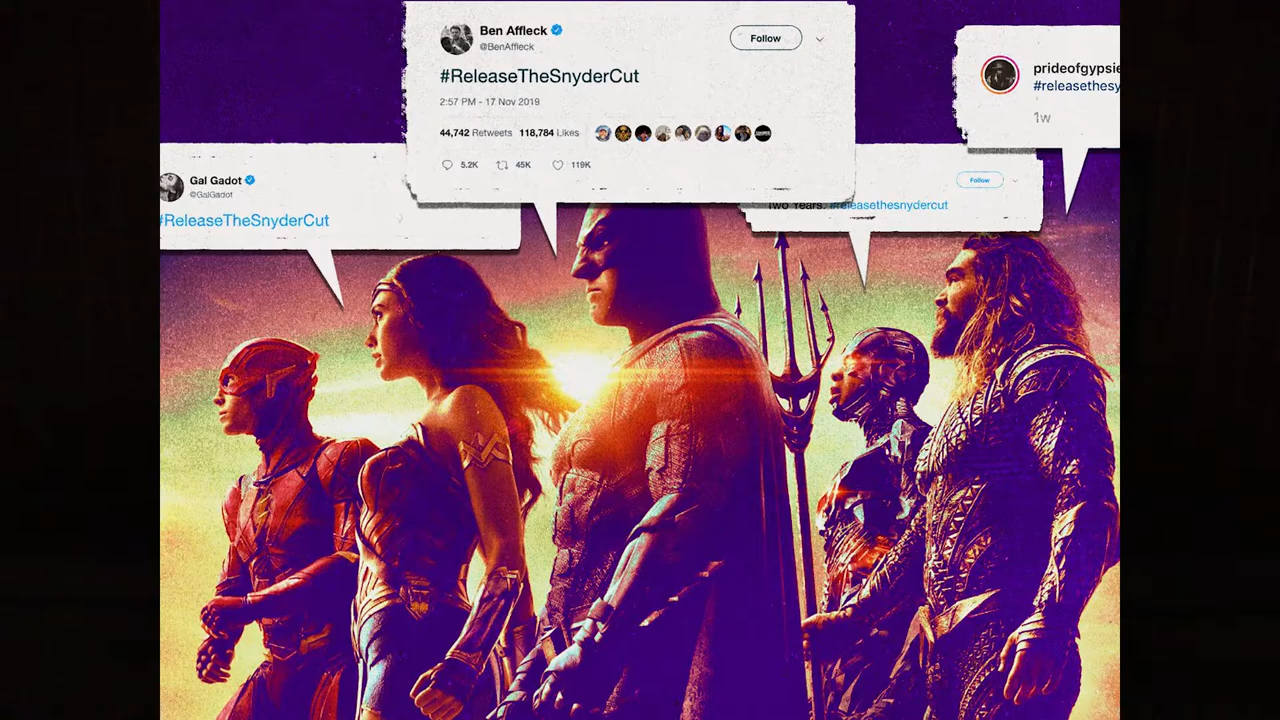 Ben Affleck
@BenAffleck
Follow
#ReleaseTheSnyderCut
2:57 PM - 17 Nov 2019
44,742 Retweets 118,784 Likes
5.2K 45K 119K
prideofgypsie
#releasethesy
1w
Gal Gadot
@GalGadot
#ReleaseTheSnyderCut
Follow
Two Years. #releasethesnydercut